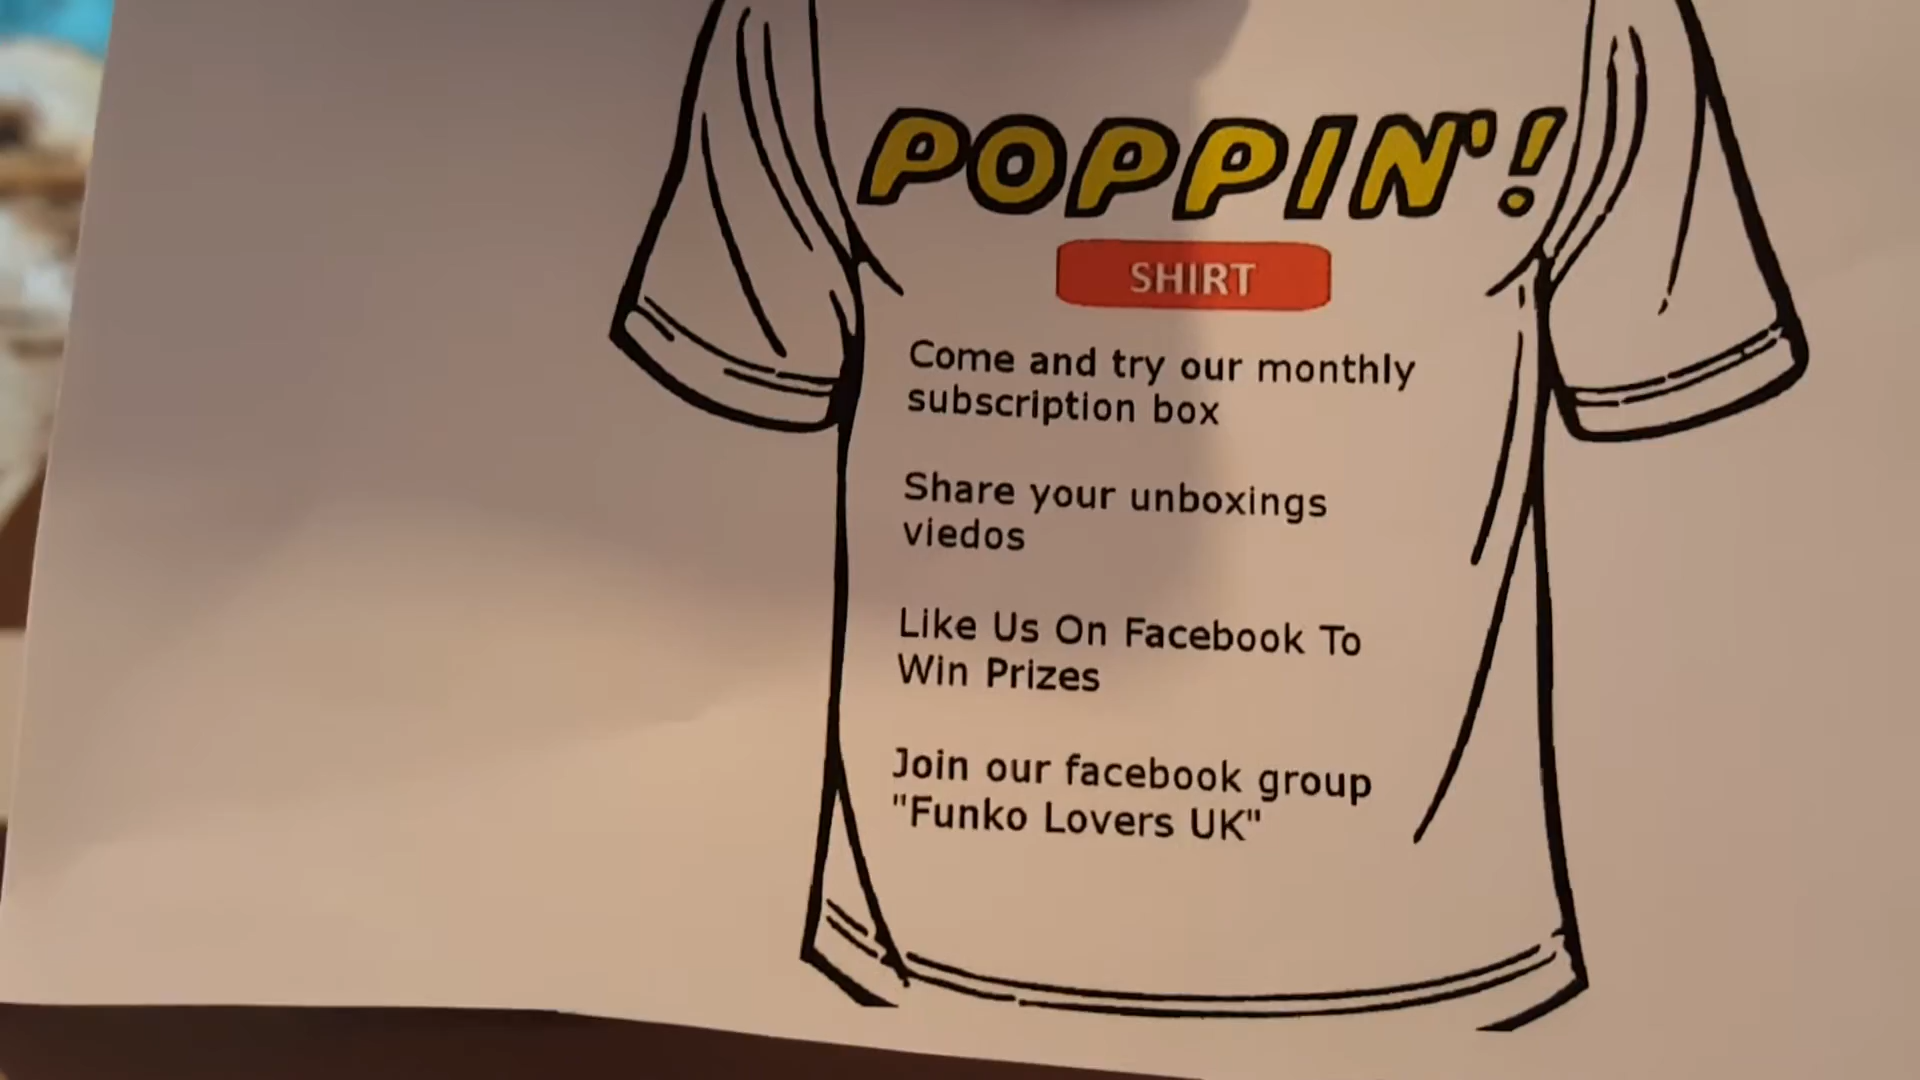 POPPIN'!
SHIRT
Come and try our monthly
subscription box
Share your unboxings
viedos
Like Us On Facebook To
Win Prizes
Join our facebook group
"Funko Lovers UK"